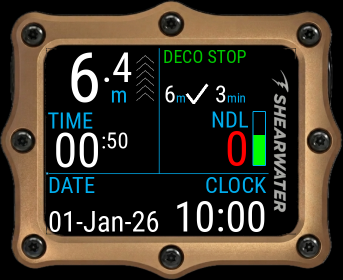 6.4 m
DECO STOP
6m 3min
TIME
00:50
NDL
0
DATE
01-Jan-26
CLOCK
10:00
SHEARWATER